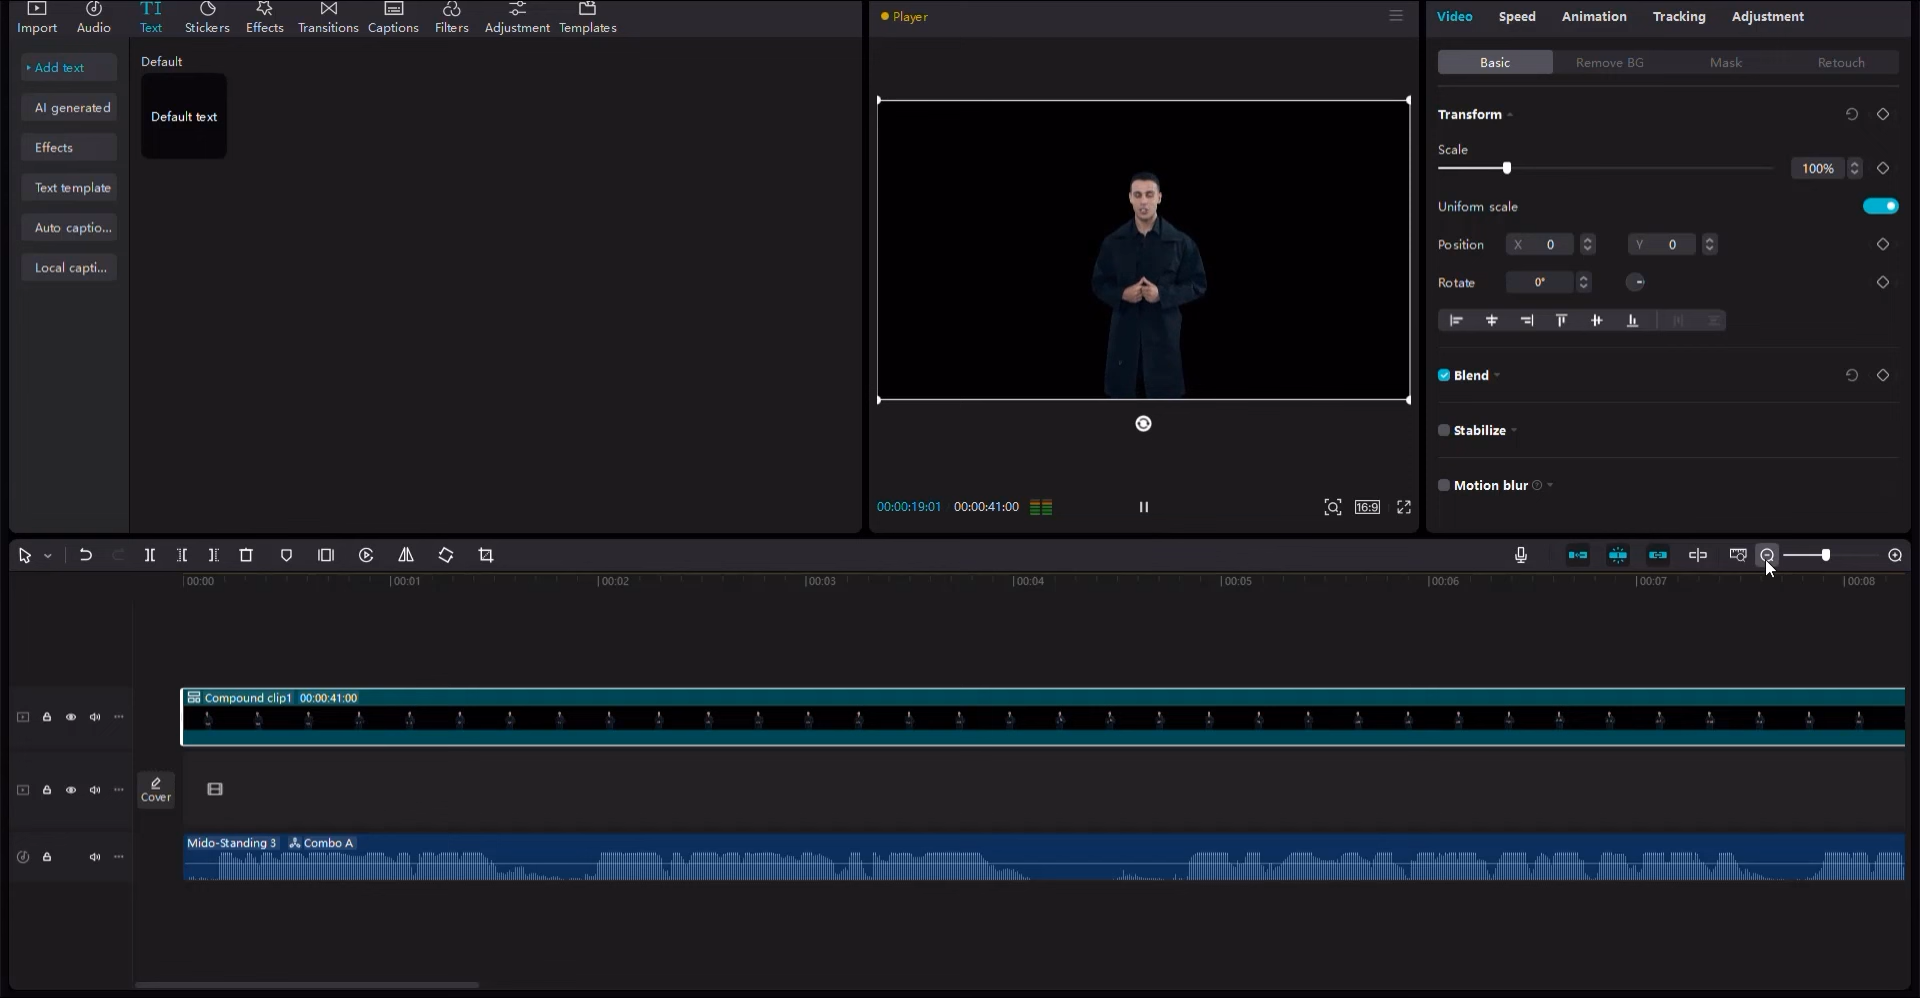 Import Audio Text Stickers Effects Transitions Captions Filters Adjustment Templates
Add text
AI generated
Effects
Text template
Auto captio...
Local capti...
Default
Default text
Player
00:00:19:01 00:00:41:00
16:9
Video Speed Animation Tracking Adjustment
Basic Remove BG Mask Retouch
Transform
Scale
100%
Uniform scale
Position X 0 Y 0
Rotate 0°
Blend
Stabilize
Motion blur
00:00 00:01 00:02 00:03 00:04 00:05 00:06 00:07 00:08
Compound clip1 00:00:41:00
Cover
Mido-Standing 3 Combo A